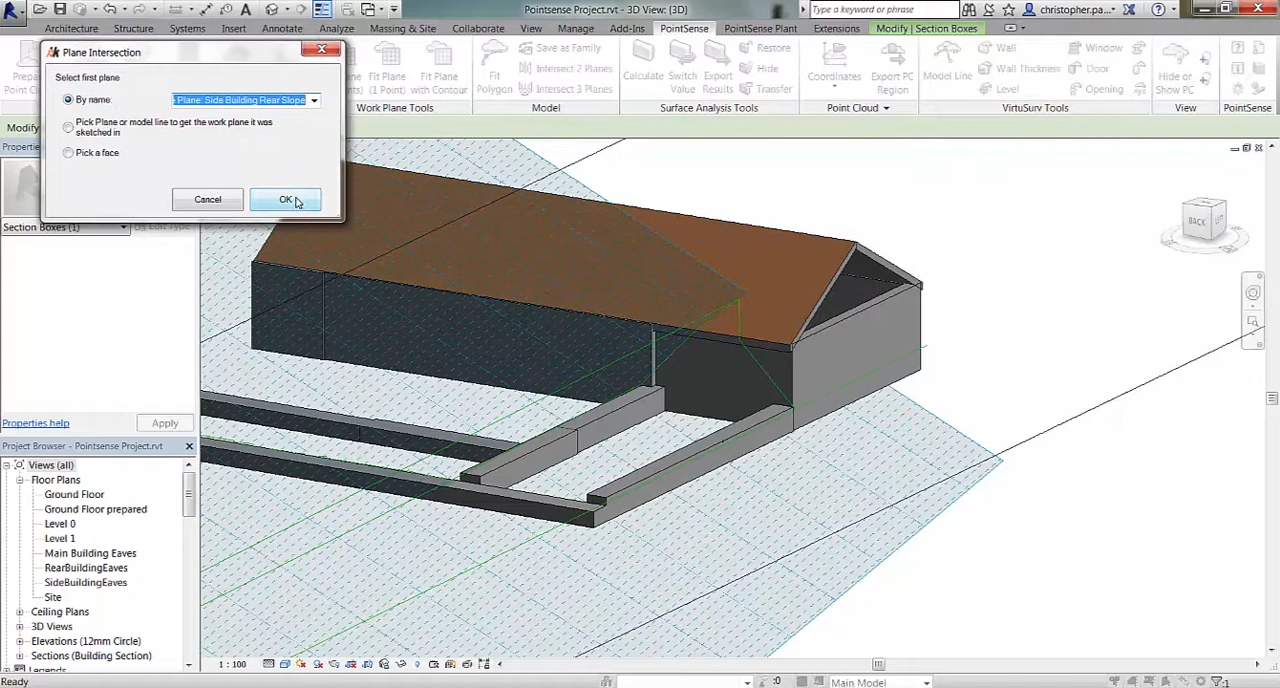 Pointsense Project.rvt - 3D View: {3D}
Type a keyword or phrase
christopher.pa...
Architecture Structure Systems Insert Annotate Analyze Massing & Site Collaborate View Manage Add-Ins PointSense PointSense Plant Extensions Modify | Section Boxes
Plane Intersection
Select first plane
By name:
Plane: Side Building Rear Slope
Pick Plane or model line to get the work plane it was
sketched in
Pick a face
Cancel OK
Fit Plane
(1 Point)
Fit Plane
with Contour
Work Plane Tools
Fit
Polygon
Save as Family
Intersect 2 Planes
Intersect 3 Planes
Model
Calculate
Switch
Value
Export
Results
Restore
Hide
Show
Surface Analysis Tools
Coordinates
Export PC
Region
Point Cloud
Model Line
Wall
Wall Thickness
Level
Window
Door
Opening
VirtuSurv Tools
Hide or
Show PC
View
PointSense
Modify
Properties
Section Boxes (1)
Edit Type
Properties help
Apply
Project Browser - Pointsense Project.rvt
Views (all)
Floor Plans
Ground Floor
Ground Floor prepared
Level 0
Level 1
Main Building Eaves
RearBuildingEaves
SideBuildingEaves
Site
Ceiling Plans
3D Views
Elevations (12mm Circle)
Sections (Building Section)
Legends
BACK
1 : 100
Ready
:0
Main Model
:1